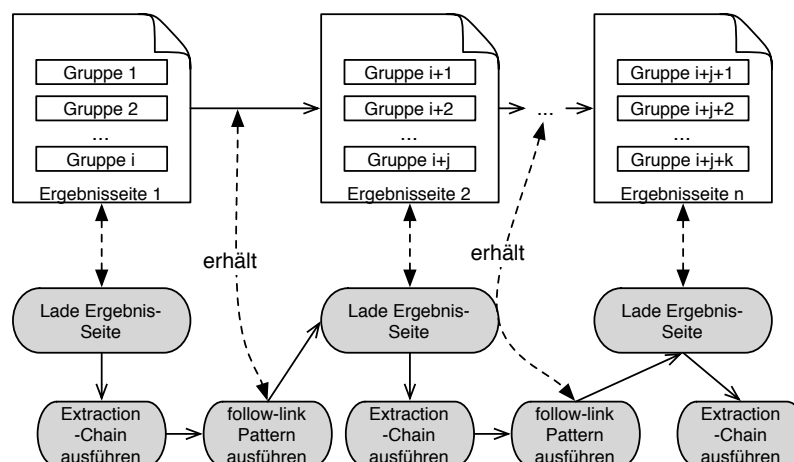 Gruppe 1
Gruppe 2
...
Gruppe i
Ergebnisseite 1
Gruppe i+1
Gruppe i+2
...
Gruppe i+j
Ergebnisseite 2
...
Gruppe i+j+1
Gruppe i+j+2
...
Gruppe i+j+k
Ergebnisseite n
erhält
erhält
Lade Ergebnis-
Seite
Lade Ergebnis-
Seite
Lade Ergebnis-
Seite
Extraction
-Chain
ausführen
follow-link
Pattern
ausführen
Extraction
-Chain
ausführen
follow-link
Pattern
ausführen
Extraction
-Chain
ausführen